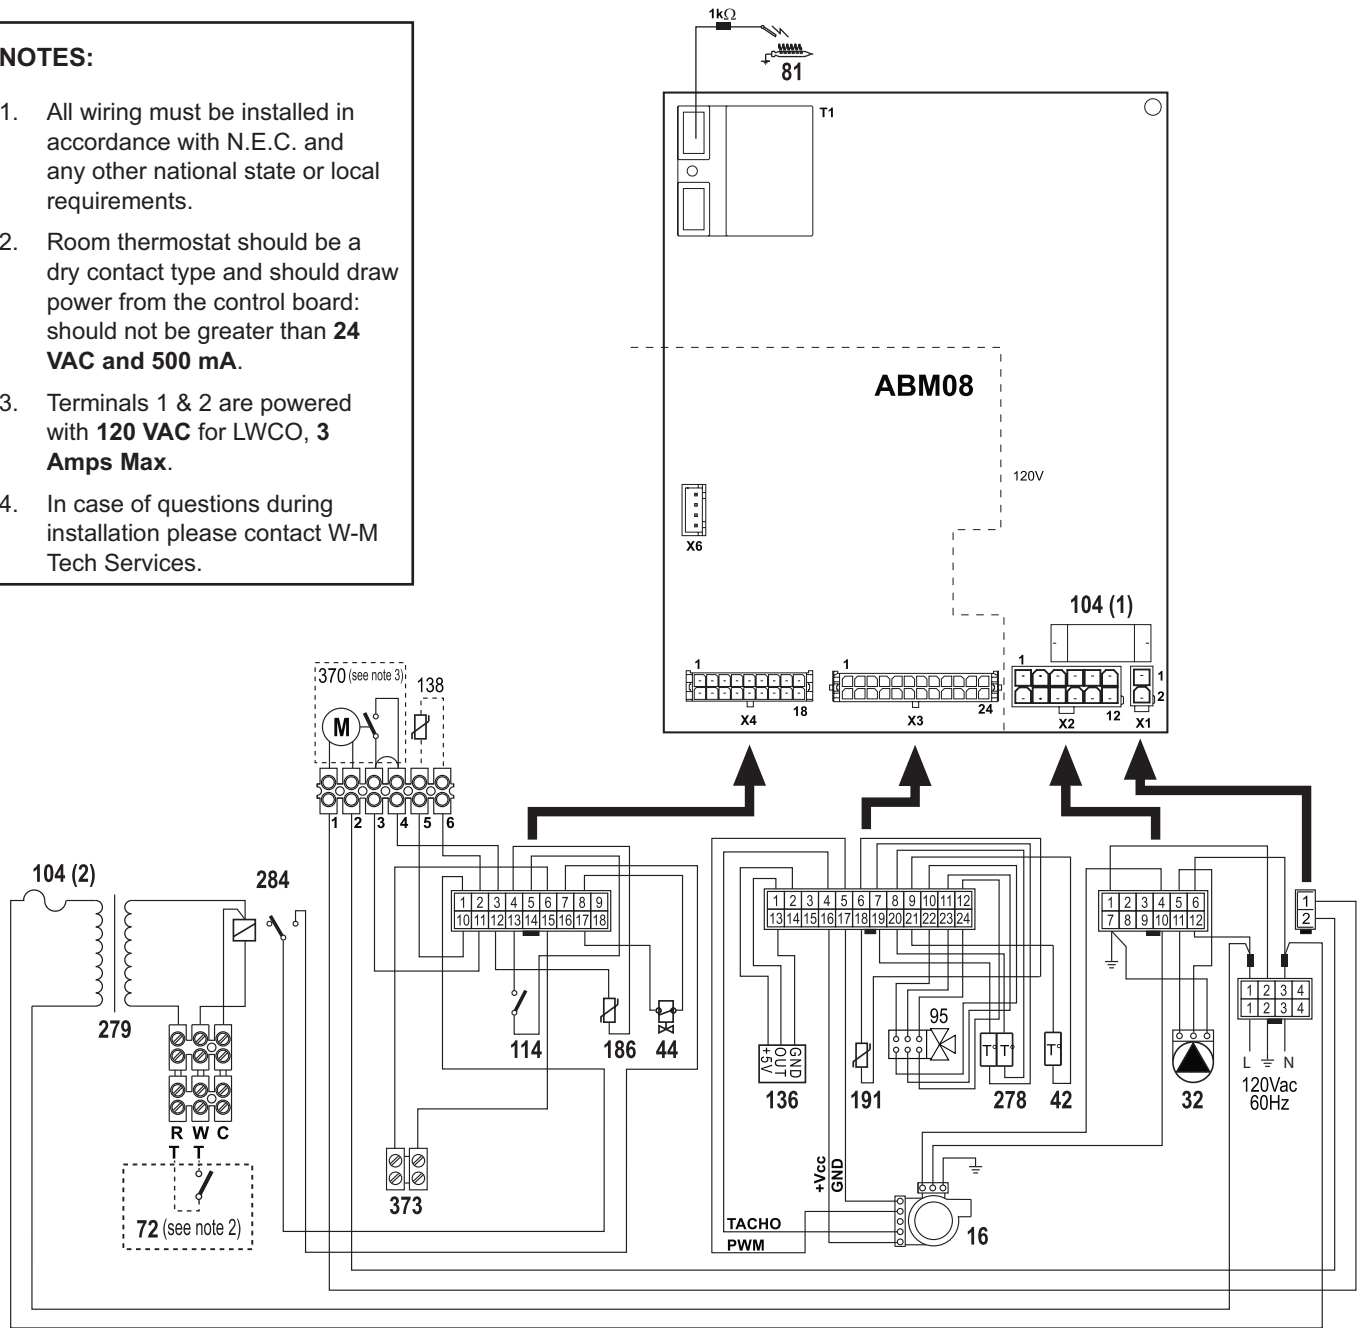 NOTES:
1. All wiring must be installed in
accordance with N.E.C. and
any other national state or local
requirements.
2. Room thermostat should be a
dry contact type and should draw
power from the control board:
should not be greater than 24
VAC and 500 mA.
3. Terminals 1 & 2 are powered
with 120 VAC for LWCO, 3
Amps Max.
4. In case of questions during
installation please contact W-M
Tech Services.
1kΩ
81
T1
ABM08
120V
X6
104 (1)
1
18
X4
1
24
X3
1
12
X2
1
2
X1
370 (see note 3)
138
M
1 2 3 4 5 6
104 (2)
284
279
R W C
T T
72 (see note 2)
1 2 3 4 5 6 7 8 9
10 11 12 13 14 15 16 17 18
114
186
44
373
1 2 3 4 5 6 7 8 9 10 11 12
13 14 15 16 17 18 19 20 21 22 23 24
+5V
OUT
GND
136
191
95
T° T°
278
T°
42
+Vcc
GND
TACHO
PWM
16
1 2 3 4 5 6
7 8 9 10 11 12
32
1
2
1 2 3 4
1 2 3 4
L N
120Vac
60Hz